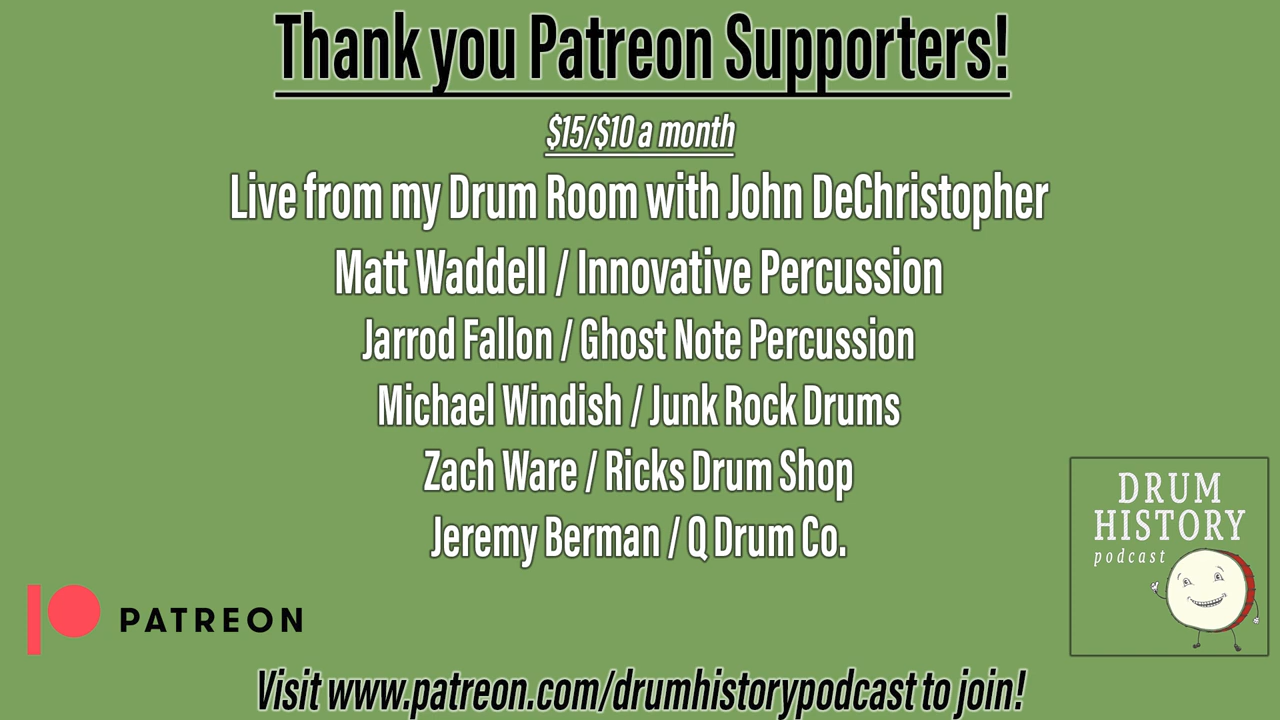 Thank you Patreon Supporters!
$15/$10 a month
Live from my Drum Room with John DeChristopher
Matt Waddell / Innovative Percussion
Jarrod Fallon / Ghost Note Percussion
Michael Windish / Junk Rock Drums
Zach Ware / Ricks Drum Shop
Jeremy Berman / Q Drum Co.
DRUM
HISTORY
podcast
PATREON
Visit www.patreon.com/drumhistorypodcast to join!